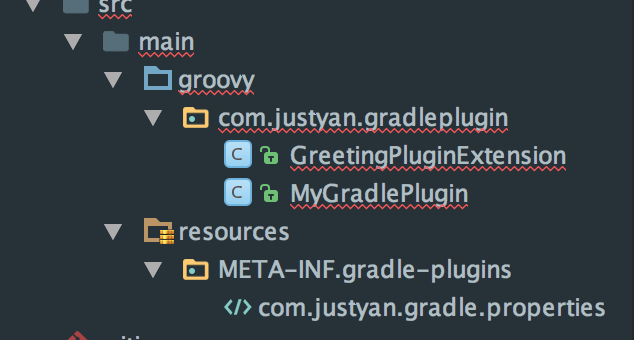 src
main
groovy
com.justyan.gradleplugin
C GreetingPluginExtension
C MyGradlePlugin
resources
META-INF.gradle-plugins
</> com.justyan.gradle.properties